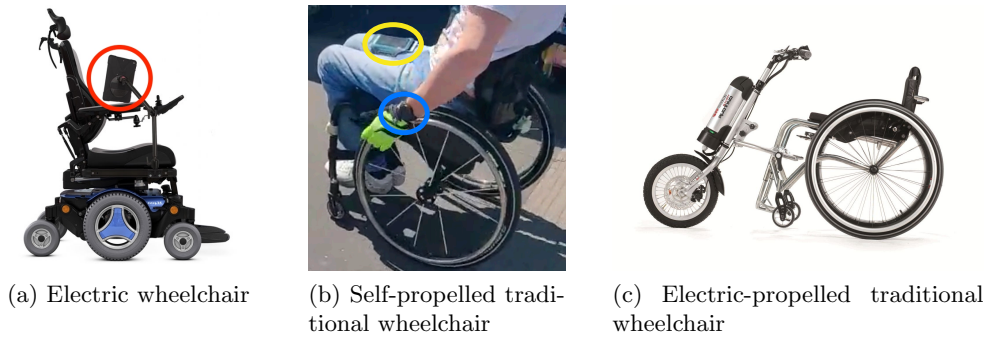 (a) Electric wheelchair
(b) Self-propelled tradi-
tional wheelchair
(c) Electric-propelled traditional
wheelchair